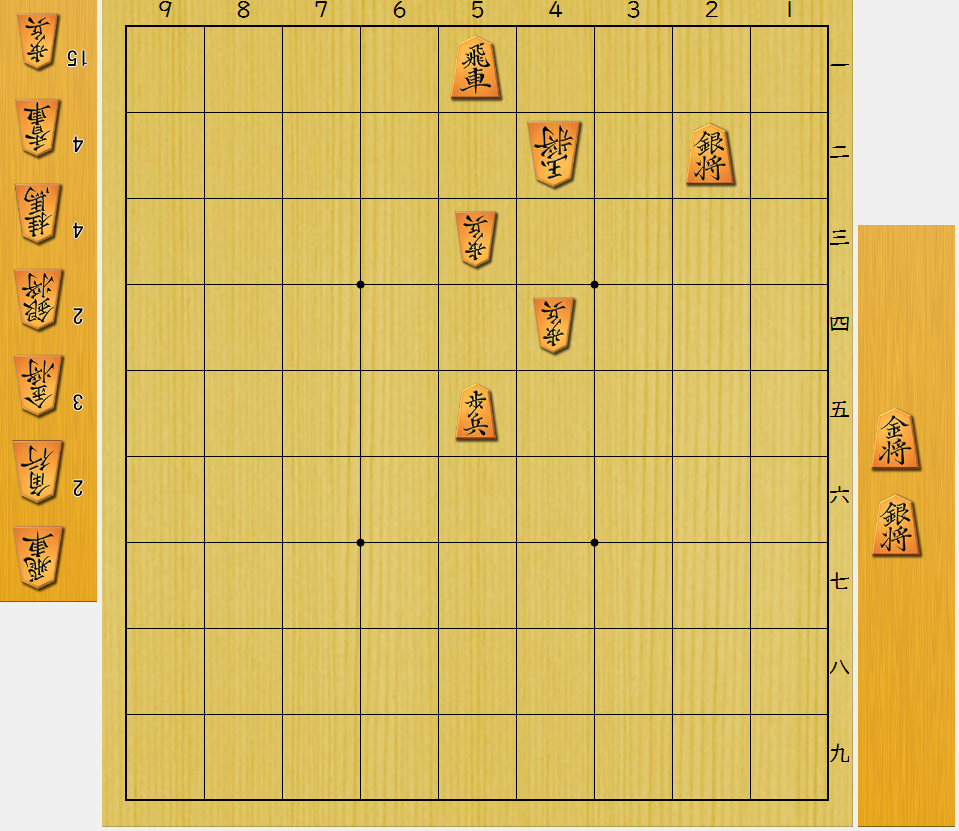 9 8 7 6 5 4 3 2 1
一
二
三
四
五
六
七
八
九
飛車
玉将
銀将
歩兵
歩兵
歩兵
歩兵 15
香車 4
桂馬 4
銀将 2
金将 3
角行 2
飛車
金将
銀将